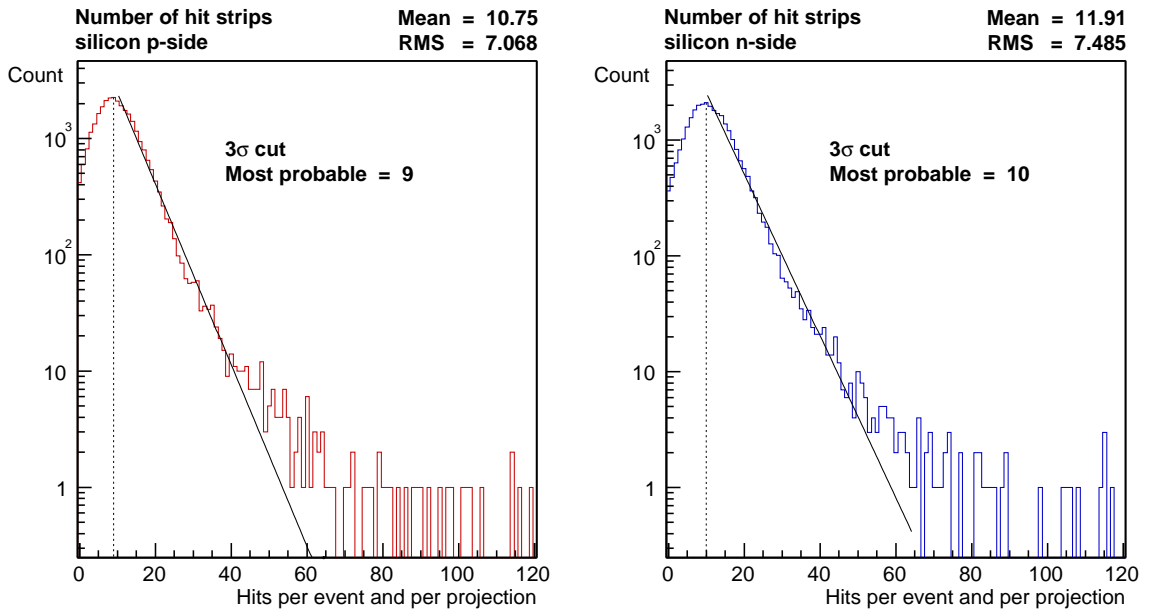 Number of hit strips
silicon p-side
Mean = 10.75
RMS = 7.068
Count
10³
10²
10
1
3σ cut
Most probable = 9
0 20 40 60 80 100 120
Hits per event and per projection
Number of hit strips
silicon n-side
Mean = 11.91
RMS = 7.485
Count
10³
10²
10
1
3σ cut
Most probable = 10
0 20 40 60 80 100 120
Hits per event and per projection